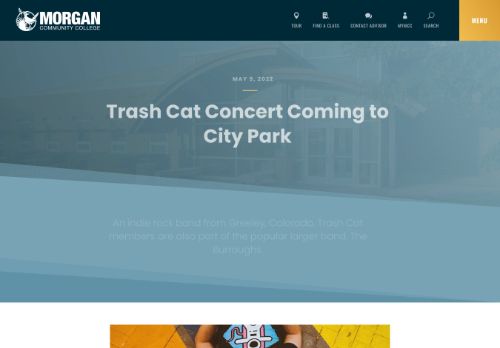 MORGAN
COMMUNITY COLLEGE
TOUR
FIND A CLASS
CONTACT ADVISOR
MYMCC
SEARCH
MENU
MAY 9, 2022
Trash Cat Concert Coming to
City Park
An indie rock band from Greeley, Colorado, Trash Cat
members are also part of the popular larger band, The
Burroughs.